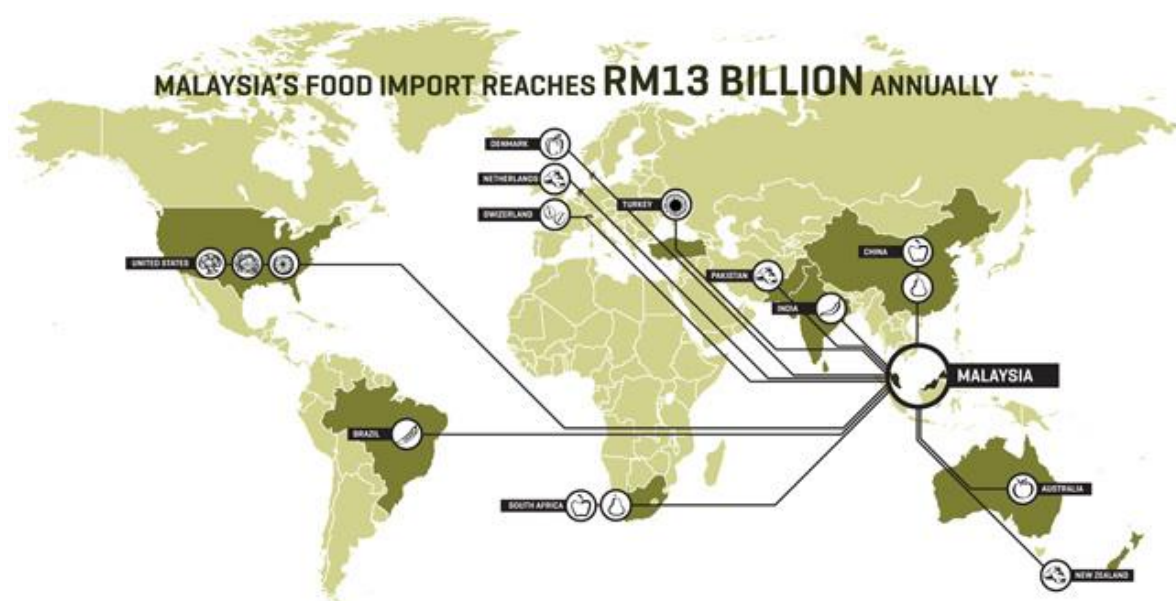 MALAYSIA'S FOOD IMPORT REACHES RM13 BILLION ANNUALLY
DENMARK
NETHERLANDS
SWIZERLAND
TURKEY
CHINA
UNITED STATES
PAKISTAN
INDIA
MALAYSIA
BRAZIL
SOUTH AFRICA
AUSTRALIA
NEW ZEALAND